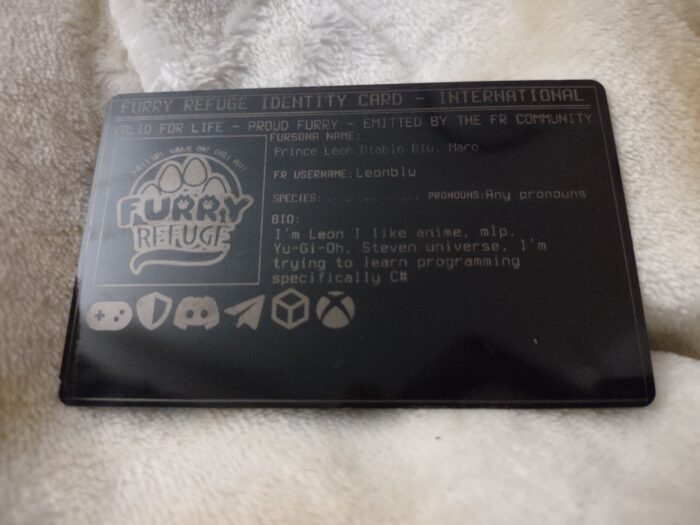 FURRY REFUGE IDENTITY CARD - INTERNATIONAL
VALID FOR LIFE - PROUD FURRY - EMITTED BY THE FR COMMUNITY
FURSONA NAME:
Prince Leon Diablo Blu. Maro
FR USERNAME: Leonblu
SPECIES: PRONOUNS: Any pronouns
BIO:
I'm Leon I like anime, mlp,
Yu-Gi-Oh, Steven universe, I'm
trying to learn programming
specifically C#
FURRY
REFUGE